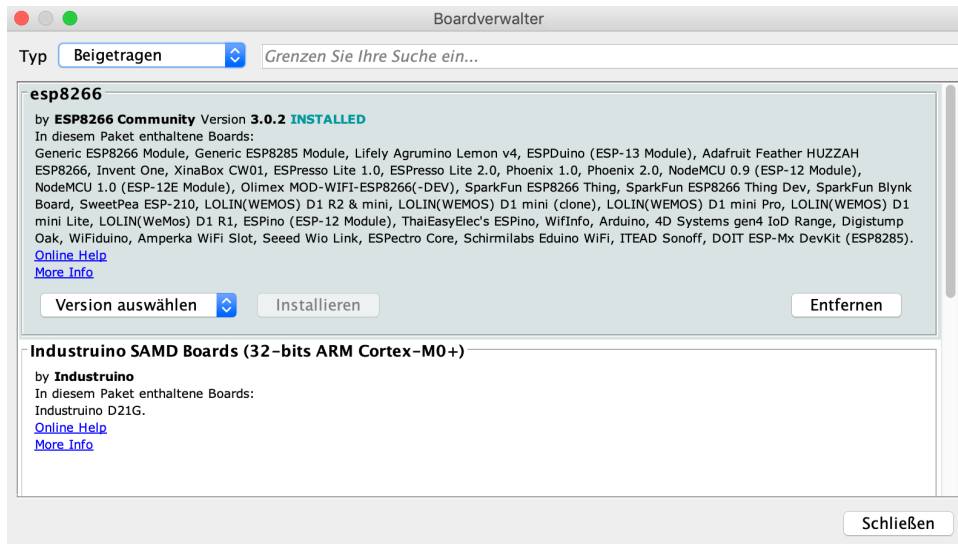 Boardverwalter
Typ Beigetragen Grenzen Sie Ihre Suche ein...
esp8266
by ESP8266 Community Version 3.0.2 INSTALLED
In diesem Paket enthaltene Boards:
Generic ESP8266 Module, Generic ESP8285 Module, Lifely Agrumino Lemon v4, ESPDuino (ESP-13 Module), Adafruit Feather HUZZAH
ESP8266, Invent One, XinaBox CW01, ESPresso Lite 1.0, ESPresso Lite 2.0, Phoenix 1.0, Phoenix 2.0, NodeMCU 0.9 (ESP-12 Module),
NodeMCU 1.0 (ESP-12E Module), Olimex MOD-WIFI-ESP8266(-DEV), SparkFun ESP8266 Thing, SparkFun ESP8266 Thing Dev, SparkFun Blynk
Board, SweetPea ESP-210, LOLIN(WEMOS) D1 R2 & mini, LOLIN(WEMOS) D1 mini (clone), LOLIN(WEMOS) D1 mini Pro, LOLIN(WEMOS) D1
mini Lite, LOLIN(WeMos) D1 R1, ESPino (ESP-12 Module), ThaiEasyElec's ESPino, WifInfo, Arduino, 4D Systems gen4 IoD Range, Digistump
Oak, WiFiduino, Amperka WiFi Slot, Seeed Wio Link, ESPectro Core, Schirmilabs Eduino WiFi, ITEAD Sonoff, DOIT ESP-Mx DevKit (ESP8285).
Online Help
More Info
Version auswählen Installieren Entfernen
Industruino SAMD Boards (32-bits ARM Cortex-M0+)
by Industruino
In diesem Paket enthaltene Boards:
Industruino D21G.
Online Help
More Info
Schließen